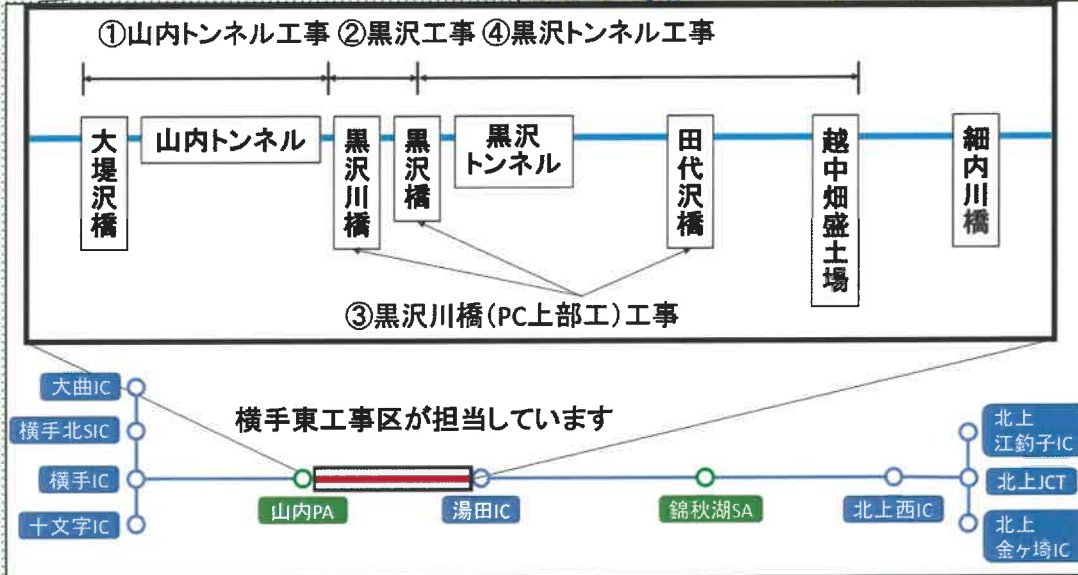 ①山内トンネル工事 ②黒沢工事 ④黒沢トンネル工事
大堤沢橋
山内トンネル
黒沢川橋
黒沢橋
黒沢
トンネル
田代沢橋
越中畑盛土場
細内川橋
③黒沢川橋(PC上部工)工事
大曲IC
横手北SIC
横手IC
十文字IC
横手東工事区が担当しています
山内PA
湯田IC
錦秋湖SA
北上西IC
北上
江釣子IC
北上JCT
北上
金ヶ埼IC